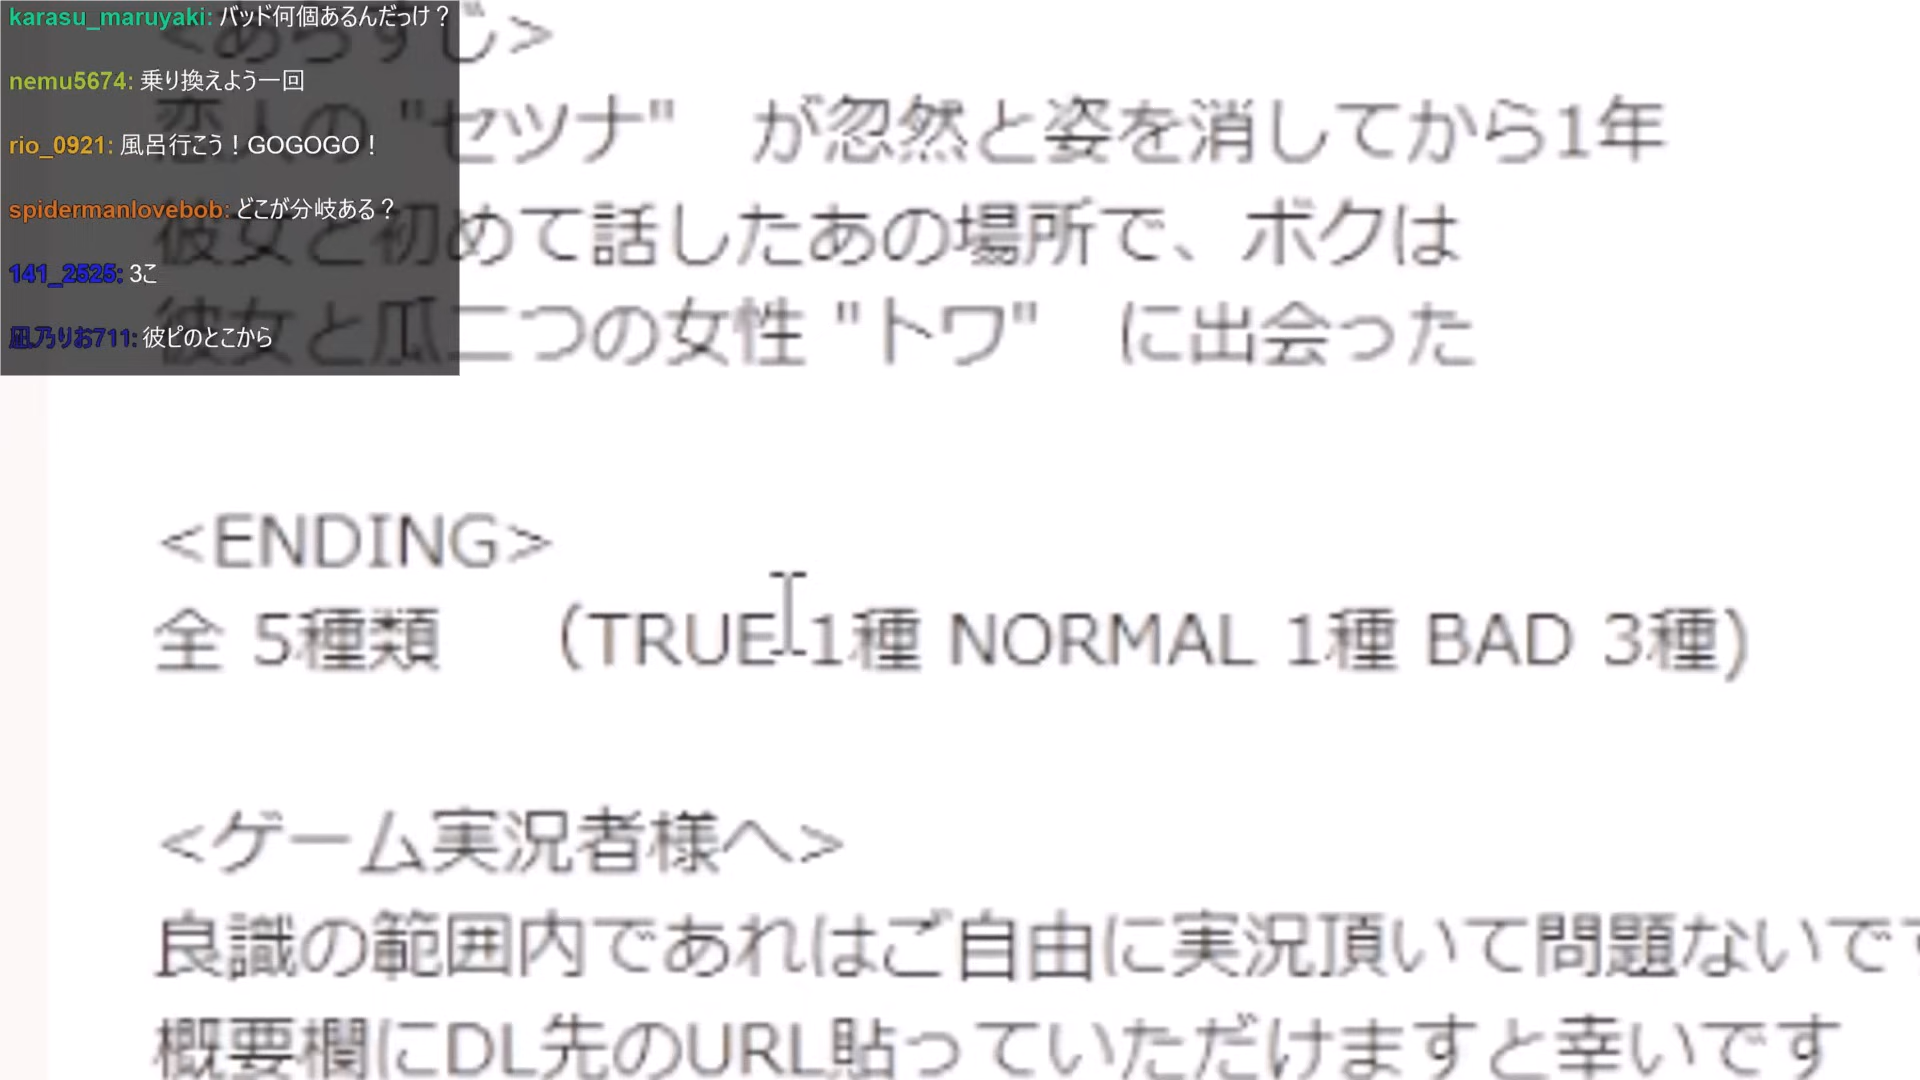 karasu_maruyaki: バッド何個あるんだっけ？
nemu5674: 乗り換えよう一回
rio_0921: 風呂行こう！GOGOGO！
spidermanlovebob: どこが分岐ある？
141_2525: 3こ
凪乃りお711: 彼ピのとこから
<あらすじ>
恋人の "セツナ"　が忽然と姿を消してから1年
彼女と初めて話したあの場所で、ボクは
彼女と瓜二つの女性 "トワ"　に出会った
<ENDING>
全 5種類　（TRUE 1種 NORMAL 1種 BAD 3種)
<ゲーム実況者様へ>
良識の範囲内であればご自由に実況頂いて問題ないです
概要欄にDL先のURL貼っていただけますと幸いです